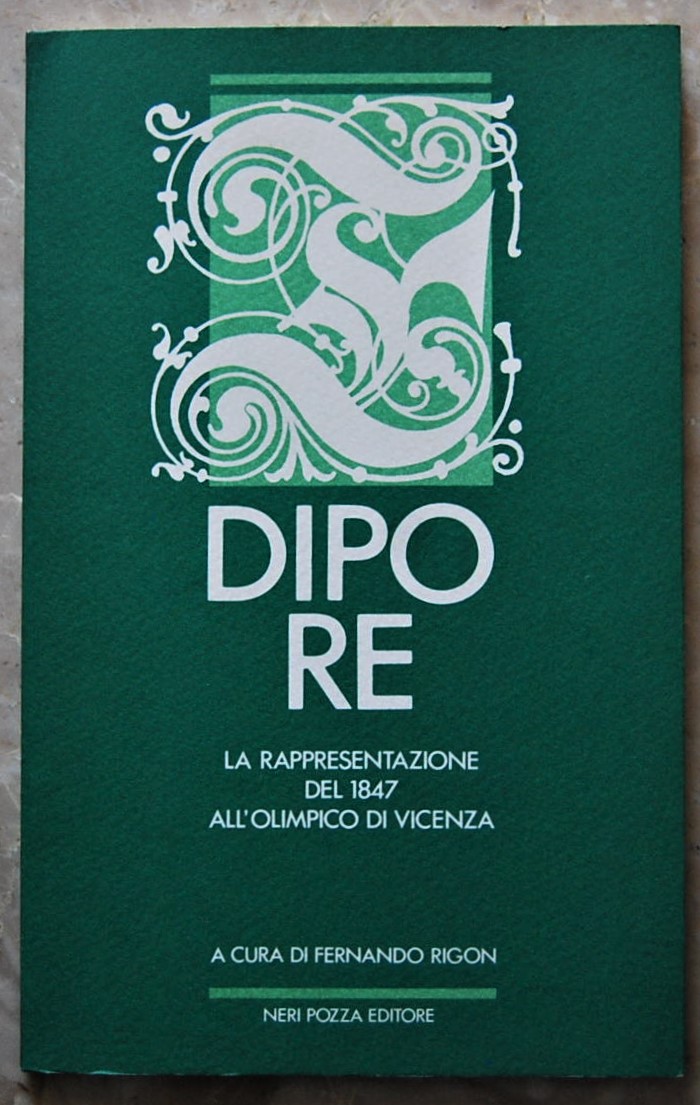 E
DIPO
RE
LA RAPPRESENTAZIONE
DEL 1847
ALL'OLIMPICO DI VICENZA
A CURA DI FERNANDO RIGON
NERI POZZA EDITORE